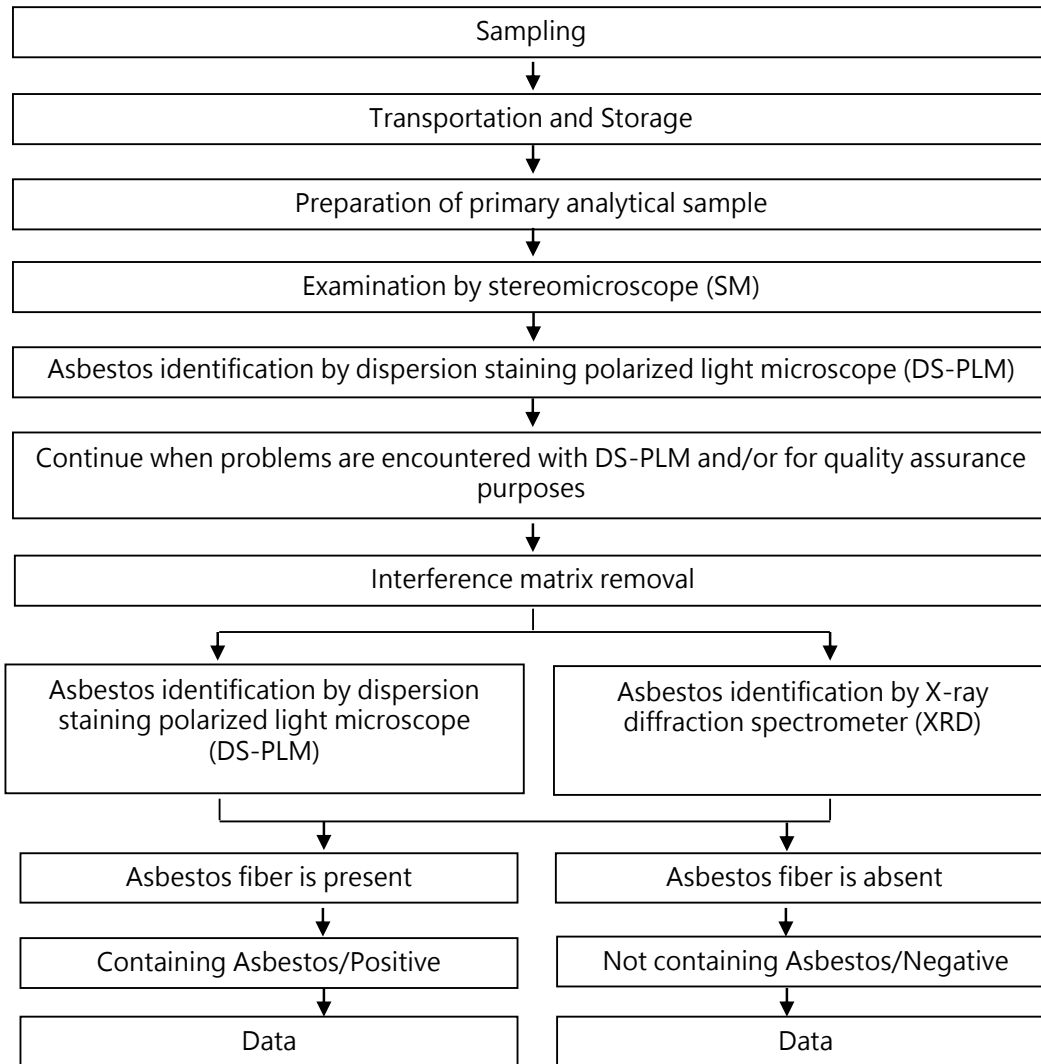 Sampling
Transportation and Storage
Preparation of primary analytical sample
Examination by stereomicroscope (SM)
Asbestos identification by dispersion staining polarized light microscope (DS-PLM)
Continue when problems are encountered with DS-PLM and/or for quality assurance
purposes
Interference matrix removal
Asbestos identification by dispersion
staining polarized light microscope
(DS-PLM)
Asbestos identification by X-ray
diffraction spectrometer (XRD)
Asbestos fiber is present
Asbestos fiber is absent
Containing Asbestos/Positive
Not containing Asbestos/Negative
Data
Data